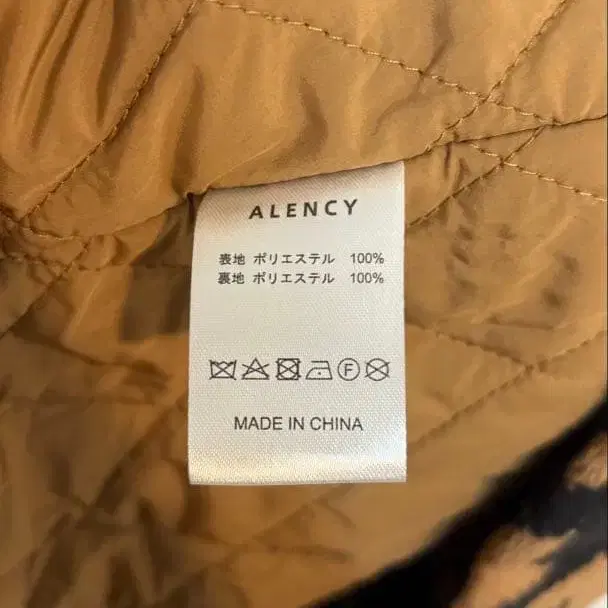 ALENCY
表地 ポリエステル 100%
裏地 ポリエステル 100%
Ⓕ
MADE IN CHINA